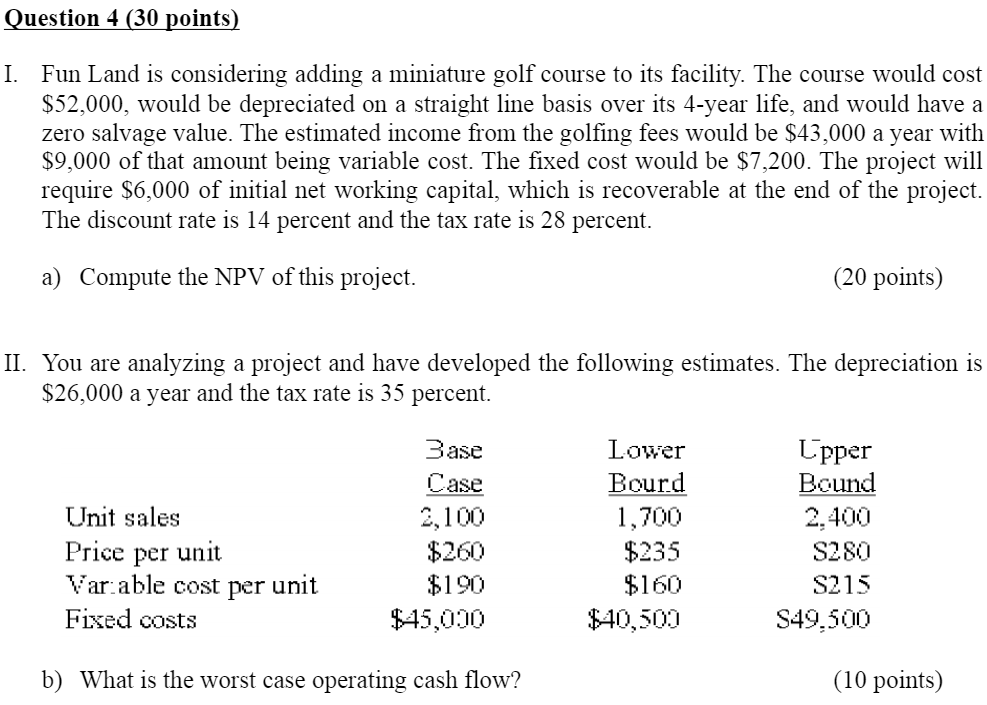 Question 4 (30 points)
I. Fun Land is considering adding a miniature golf course to its facility. The course would cost
$52,000, would be depreciated on a straight line basis over its 4-year life, and would have a
zero salvage value. The estimated income from the golfing fees would be $43,000 a year with
$9,000 of that amount being variable cost. The fixed cost would be $7,200. The project will
require $6,000 of initial net working capital, which is recoverable at the end of the project.
The discount rate is 14 percent and the tax rate is 28 percent.
a) Compute the NPV of this project. (20 points)
II. You are analyzing a project and have developed the following estimates. The depreciation is
$26,000 a year and the tax rate is 35 percent.
Base Lower Upper
Case Bound Bound
Unit sales 2,100 1,700 2,400
Price per unit $260 $235 $280
Variable cost per unit $190 $160 $215
Fixed costs $45,000 $40,500 $49,500
b) What is the worst case operating cash flow? (10 points)